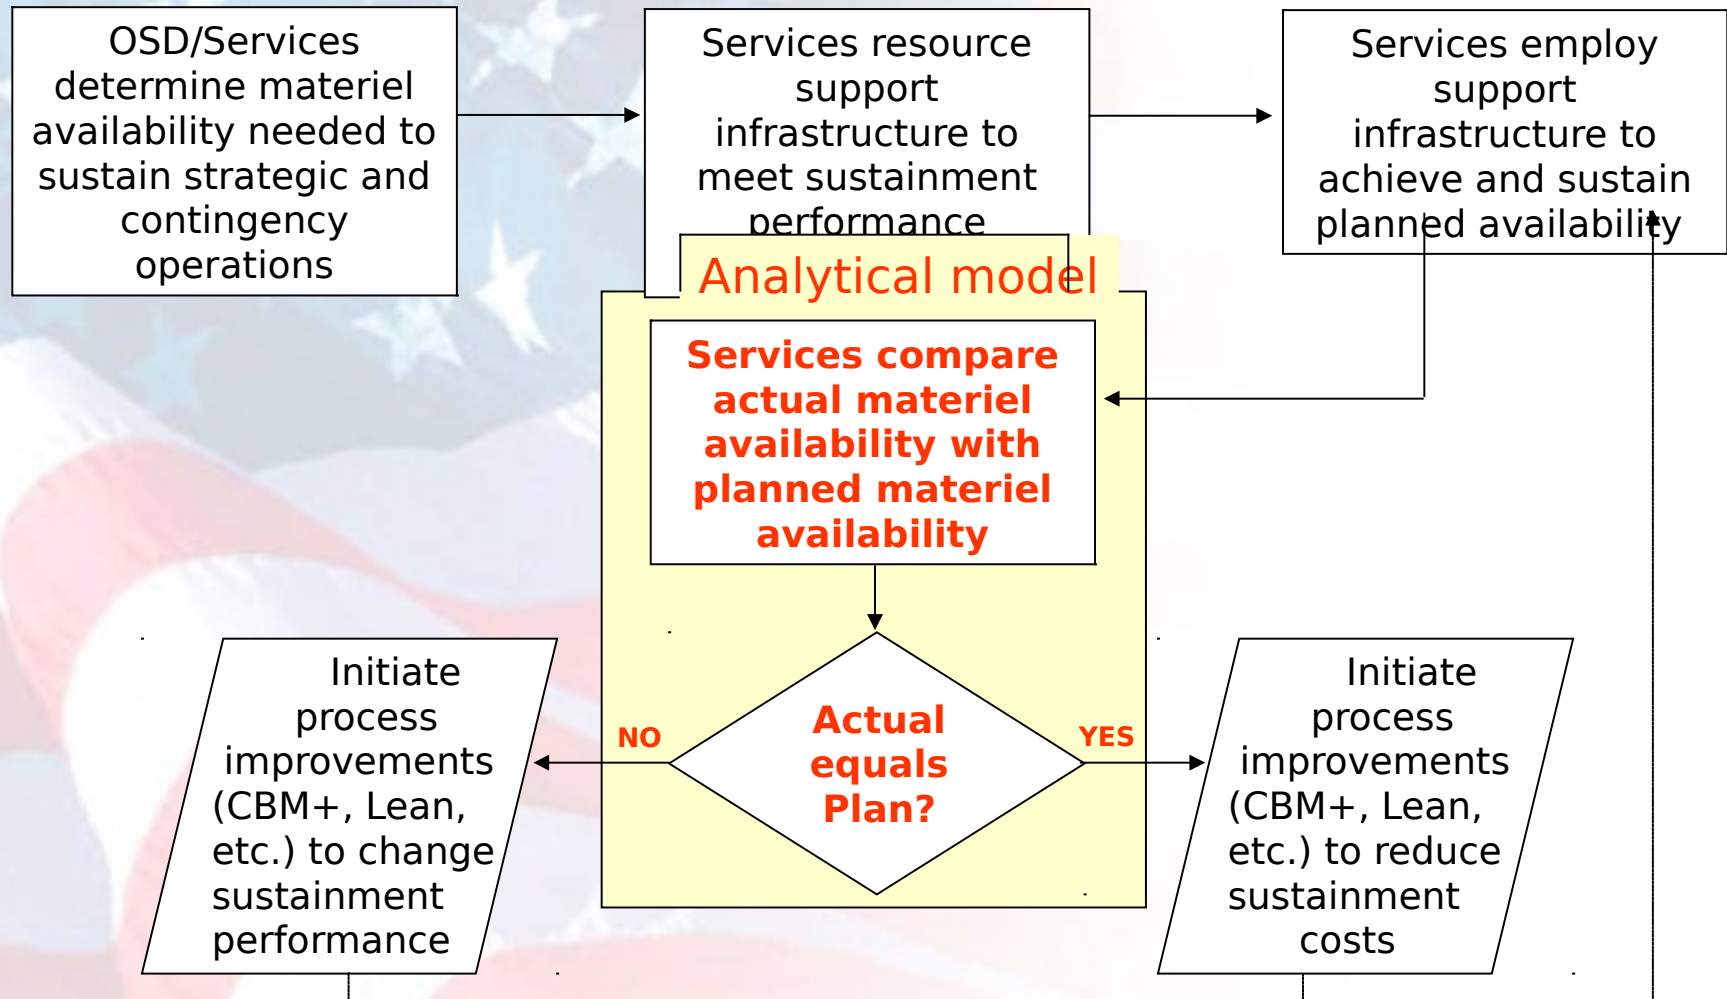 OSD/Services
determine materiel
availability needed to
sustain strategic and
contingency
operations
Services resource
support
infrastructure to
meet sustainment
performance
Services employ
support
infrastructure to
achieve and sustain
planned availability
Analytical model
Services compare
actual materiel
availability with
planned materiel
availability
Actual
equals
Plan?
NO
YES
Initiate
process
improvements
(CBM+, Lean,
etc.) to change
sustainment
performance
Initiate
process
improvements
(CBM+, Lean,
etc.) to reduce
sustainment
costs